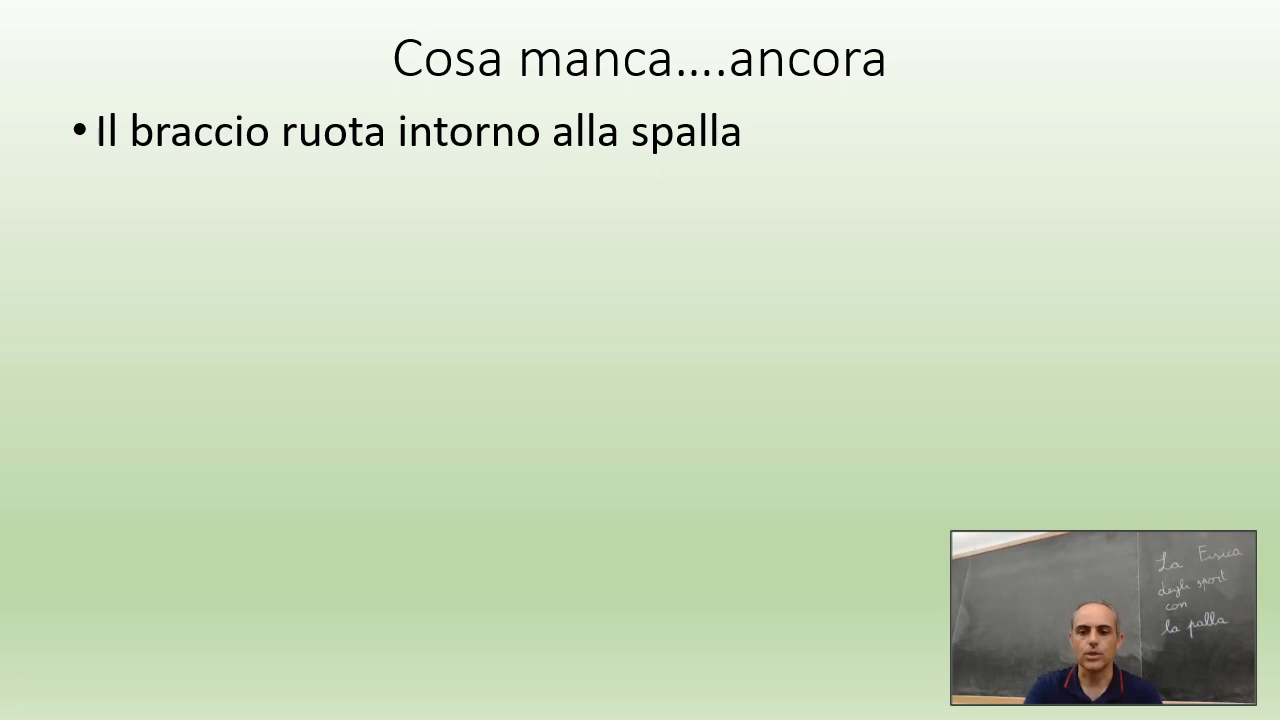 Cosa manca….ancora
• Il braccio ruota intorno alla spalla
La Fisica
degli sport
con
la palla